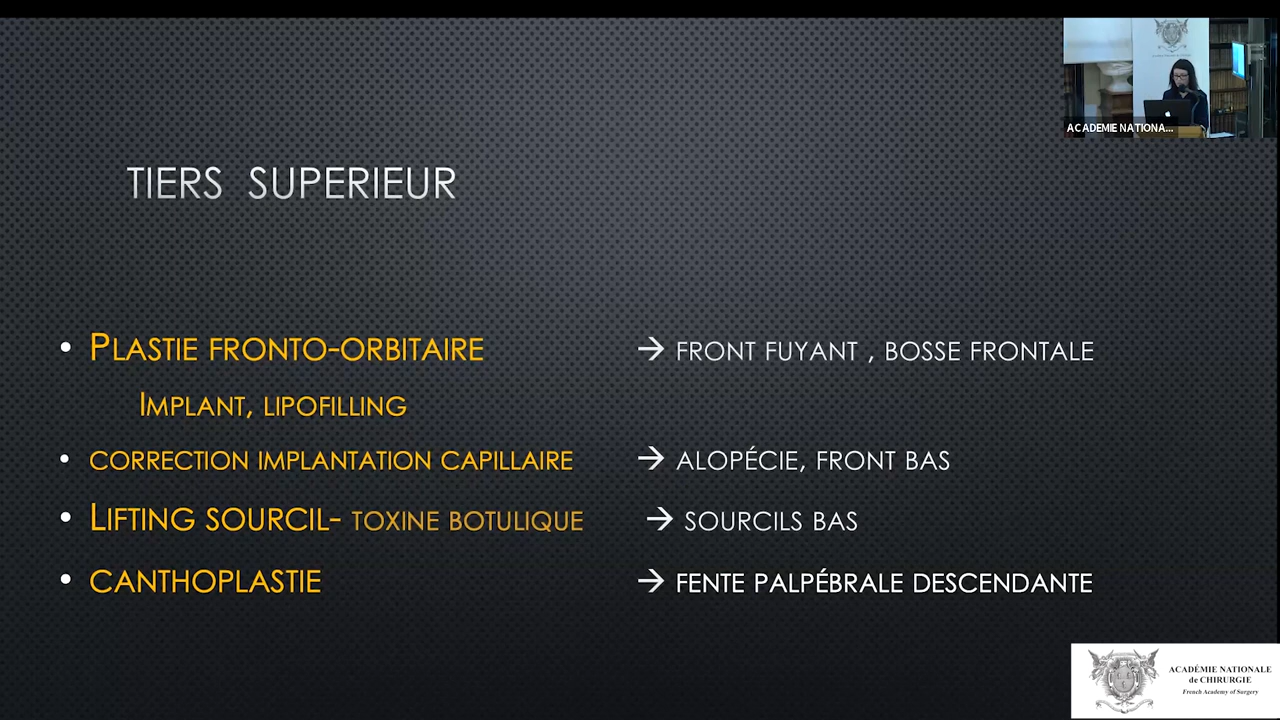 ACADEMIE NATIONA...
TIERS SUPERIEUR
• PLASTIE FRONTO-ORBITAIRE → FRONT FUYANT , BOSSE FRONTALE
IMPLANT, LIPOFILLING
• CORRECTION IMPLANTATION CAPILLAIRE → ALOPÉCIE, FRONT BAS
• LIFTING SOURCIL- TOXINE BOTULIQUE → SOURCILS BAS
• CANTHOPLASTIE → FENTE PALPÉBRALE DESCENDANTE
ACADÉMIE NATIONALE
de CHIRURGIE
French Academy of Surgery